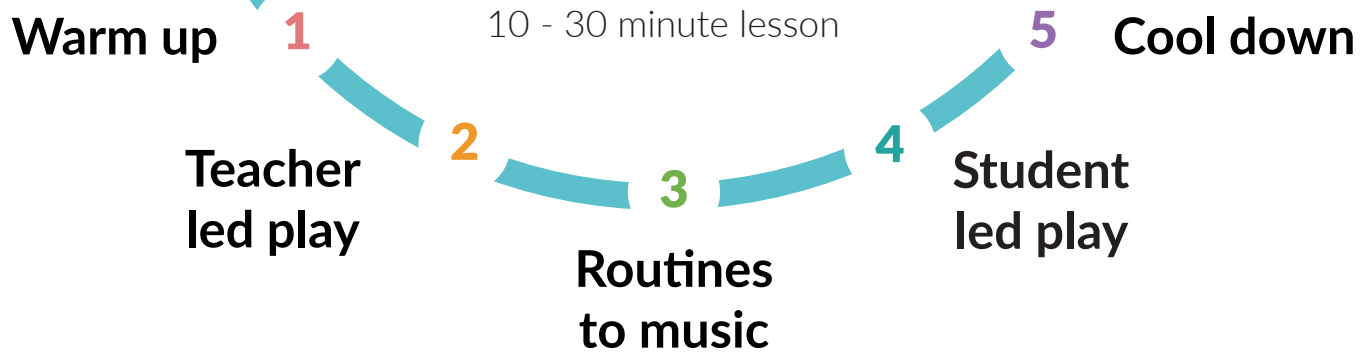 10 - 30 minute lesson
Warm up
1
2
Teacher
led play
3
Routines
to music
4
Student
led play
5
Cool down